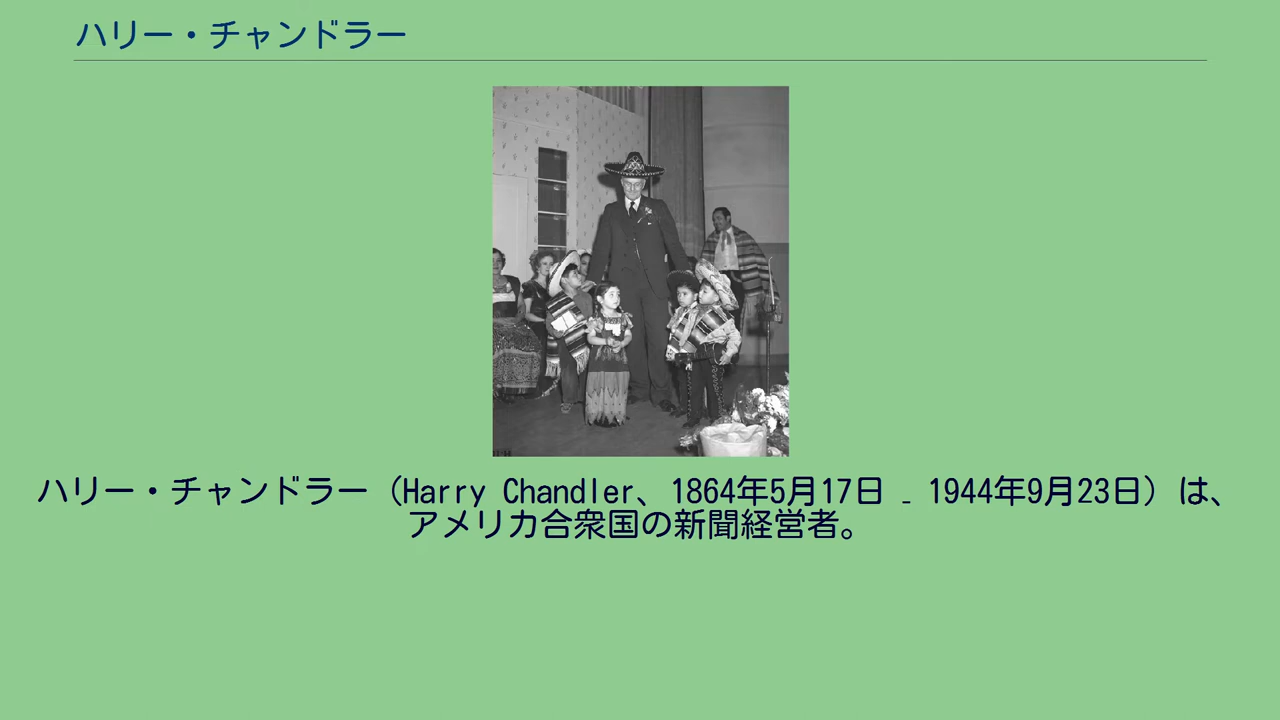 ハリー・チャンドラー
ハリー・チャンドラー（Harry Chandler、1864年5月17日 - 1944年9月23日）は、
アメリカ合衆国の新聞経営者。